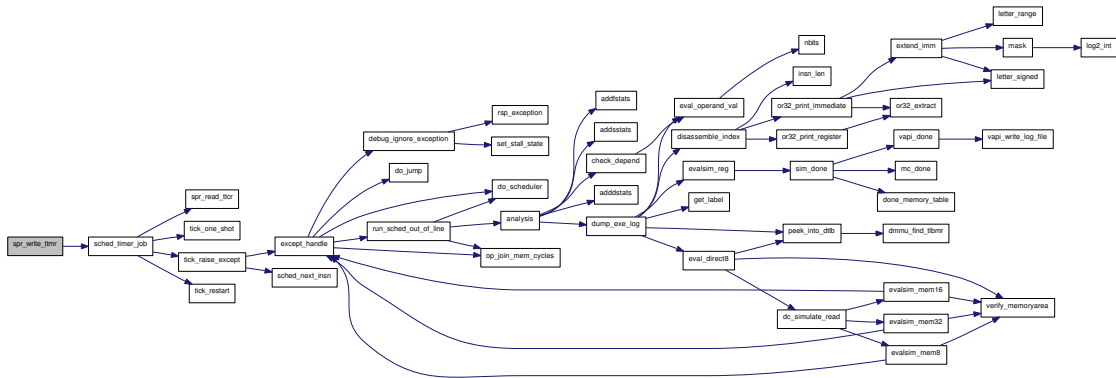 spr_write_ttmr
sched_timer_job
spr_read_ttcr
tick_one_shot
tick_raise_except
tick_restart
except_handle
sched_next_insn
debug_ignore_exception
do_jump
run_sched_out_of_line
rsp_exception
set_stall_state
do_scheduler
analysis
op_join_mem_cycles
addfstats
addsstats
check_depend
adddstats
dump_exe_log
eval_operand_val
disassemble_index
evalsim_reg
get_label
eval_direct8
nbits
insn_len
or32_print_immediate
or32_print_register
sim_done
peek_into_dtlb
dc_simulate_read
extend_imm
or32_extract
vapi_done
mc_done
done_memory_table
dmmu_find_tlbmr
evalsim_mem16
evalsim_mem32
evalsim_mem8
letter_range
mask
letter_signed
vapi_write_log_file
verify_memoryarea
log2_int